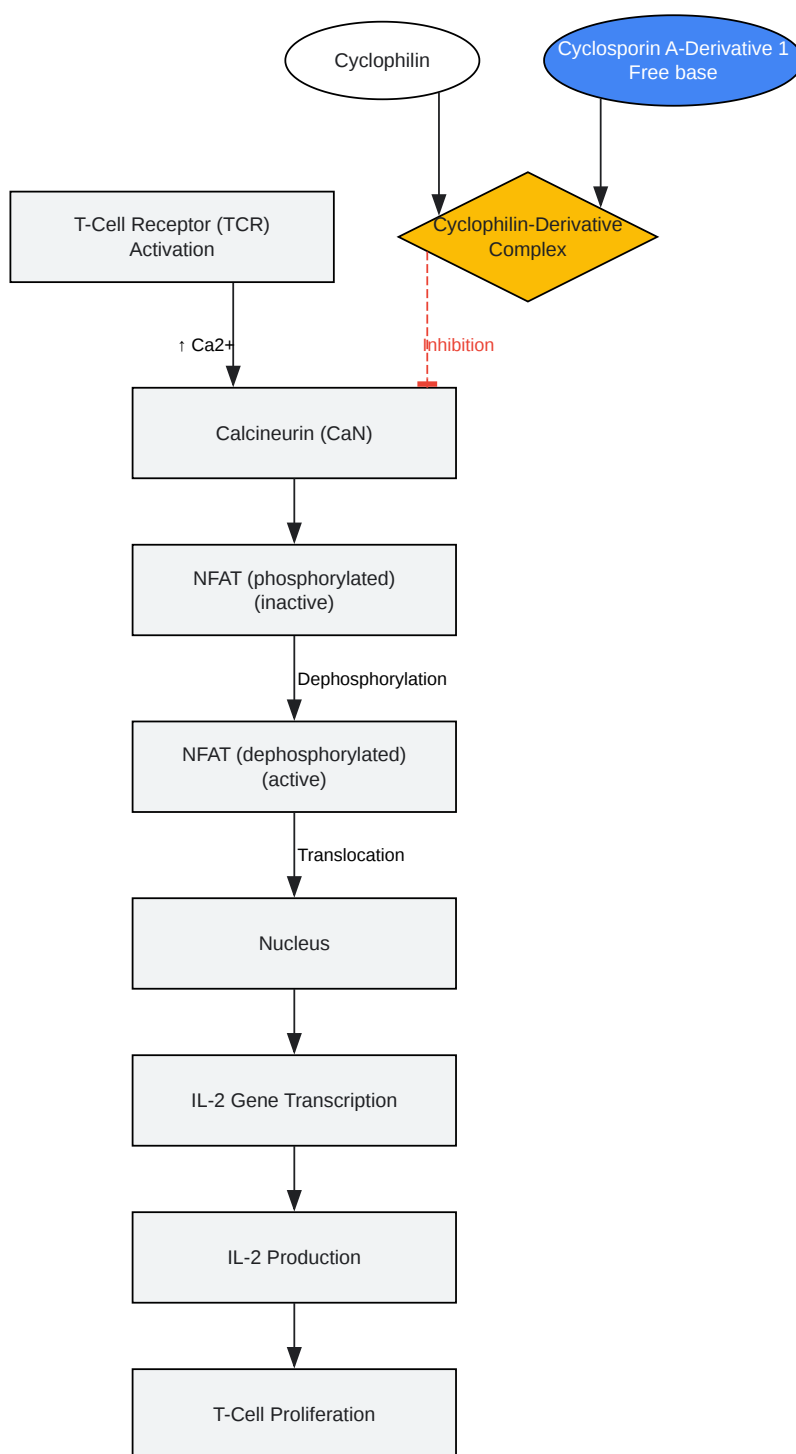 Cyclophilin
Cyclosporin A-Derivative 1
Free base
T-Cell Receptor (TCR)
Activation
Cyclophilin-Derivative
Complex
↑ Ca2+
Inhibition
Calcineurin (CaN)
NFAT (phosphorylated)
(inactive)
Dephosphorylation
NFAT (dephosphorylated)
(active)
Translocation
Nucleus
IL-2 Gene Transcription
IL-2 Production
T-Cell Proliferation